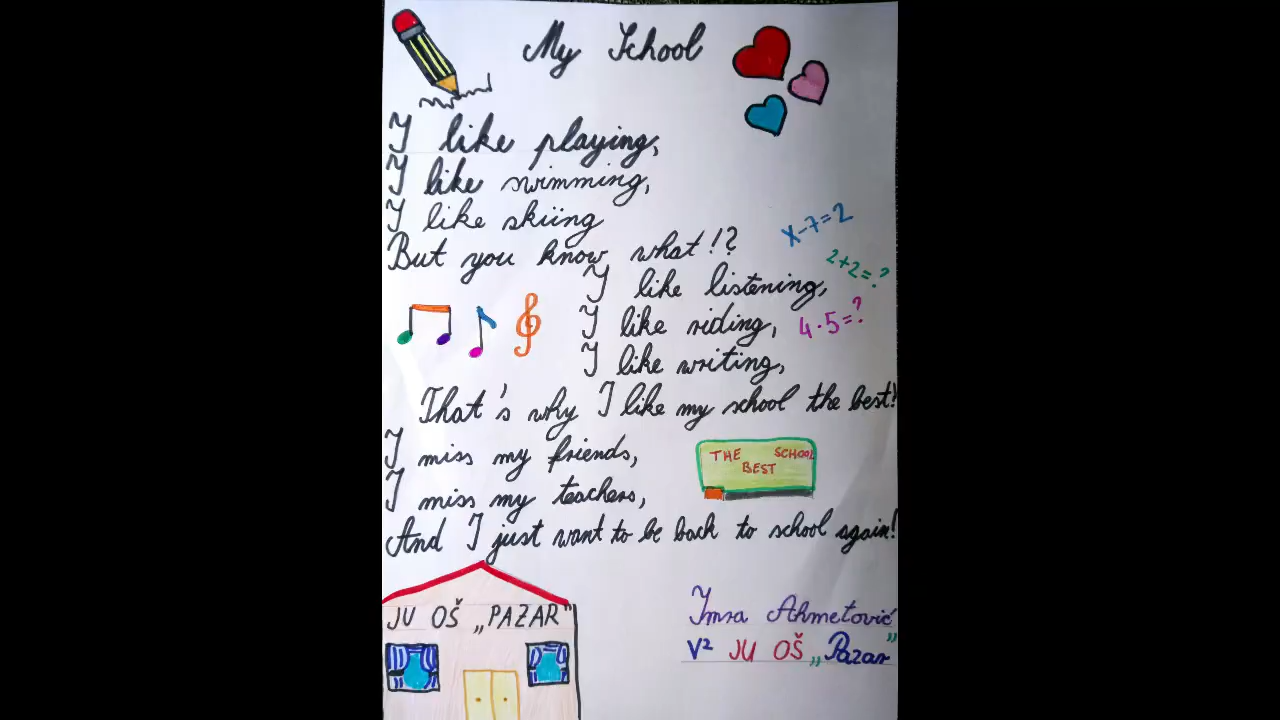 My School
I like playing,
I like swimming,
I like skiing
But you know what!?
x-7=2
2+2=?
I like listening,
I like riding,
4·5=?
I like writing,
That's why I like my school the best!
I miss my friends,
THE SCHOOL
BEST
I miss my teachers,
And I just want to be back to school again!
JU OŠ „PAZAR"
Imra Ahmetović
V² JU OŠ „Pazar"